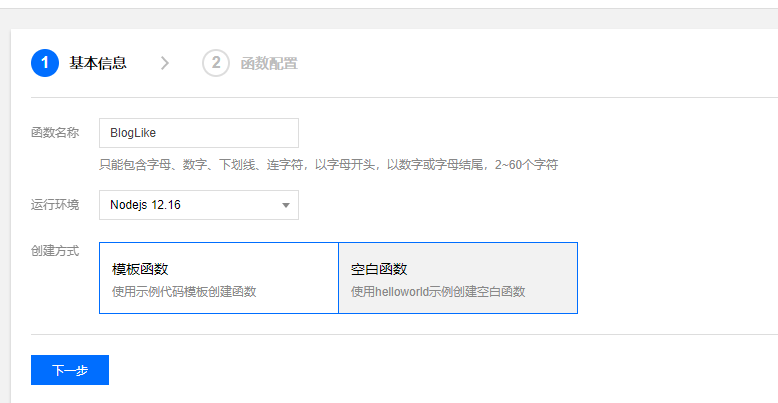 1 基本信息 2 函数配置
函数名称 BlogLike
只能包含字母、数字、下划线、连字符，以字母开头，以数字或字母结尾，2~60个字符
运行环境 Nodejs 12.16
创建方式
模板函数 空白函数
使用示例代码模板创建函数 使用helloworld示例创建空白函数
下一步